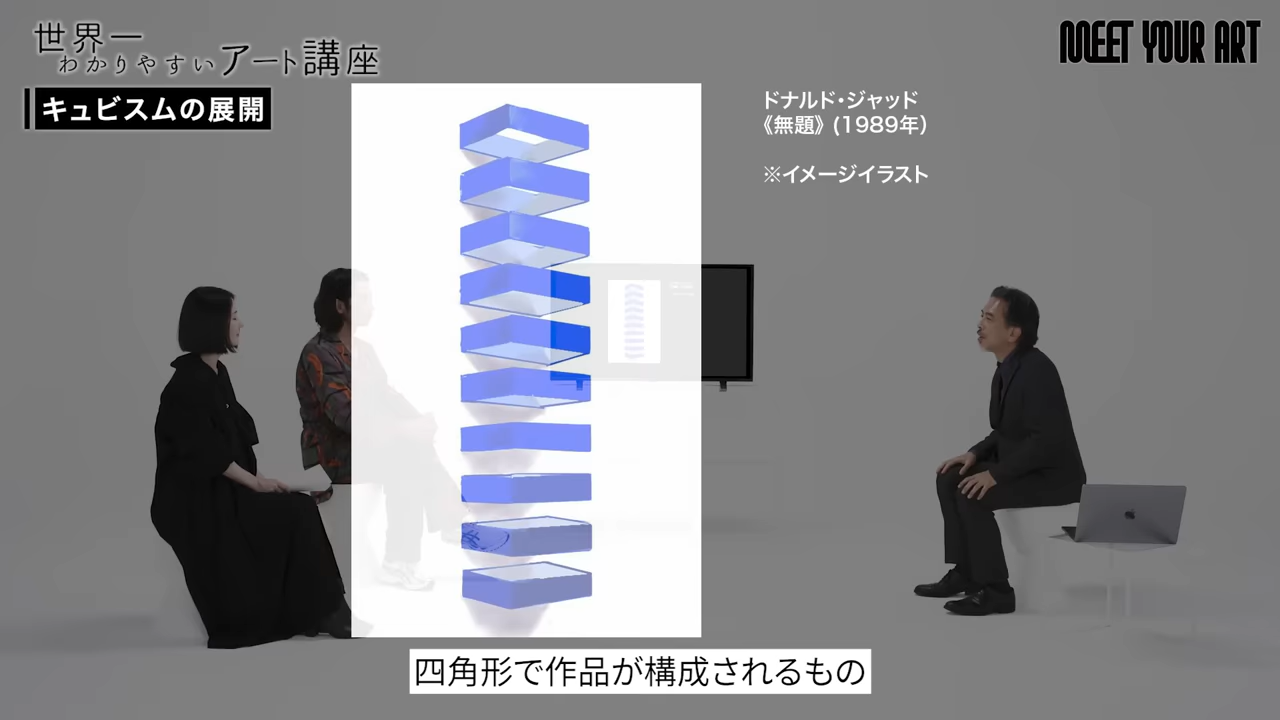 世界一
わかりやすいアート講座
キュビスムの展開
MEET YOUR ART
ドナルド・ジャッド
《無題》 (1989年)
※イメージイラスト
四角形で作品が構成されるもの